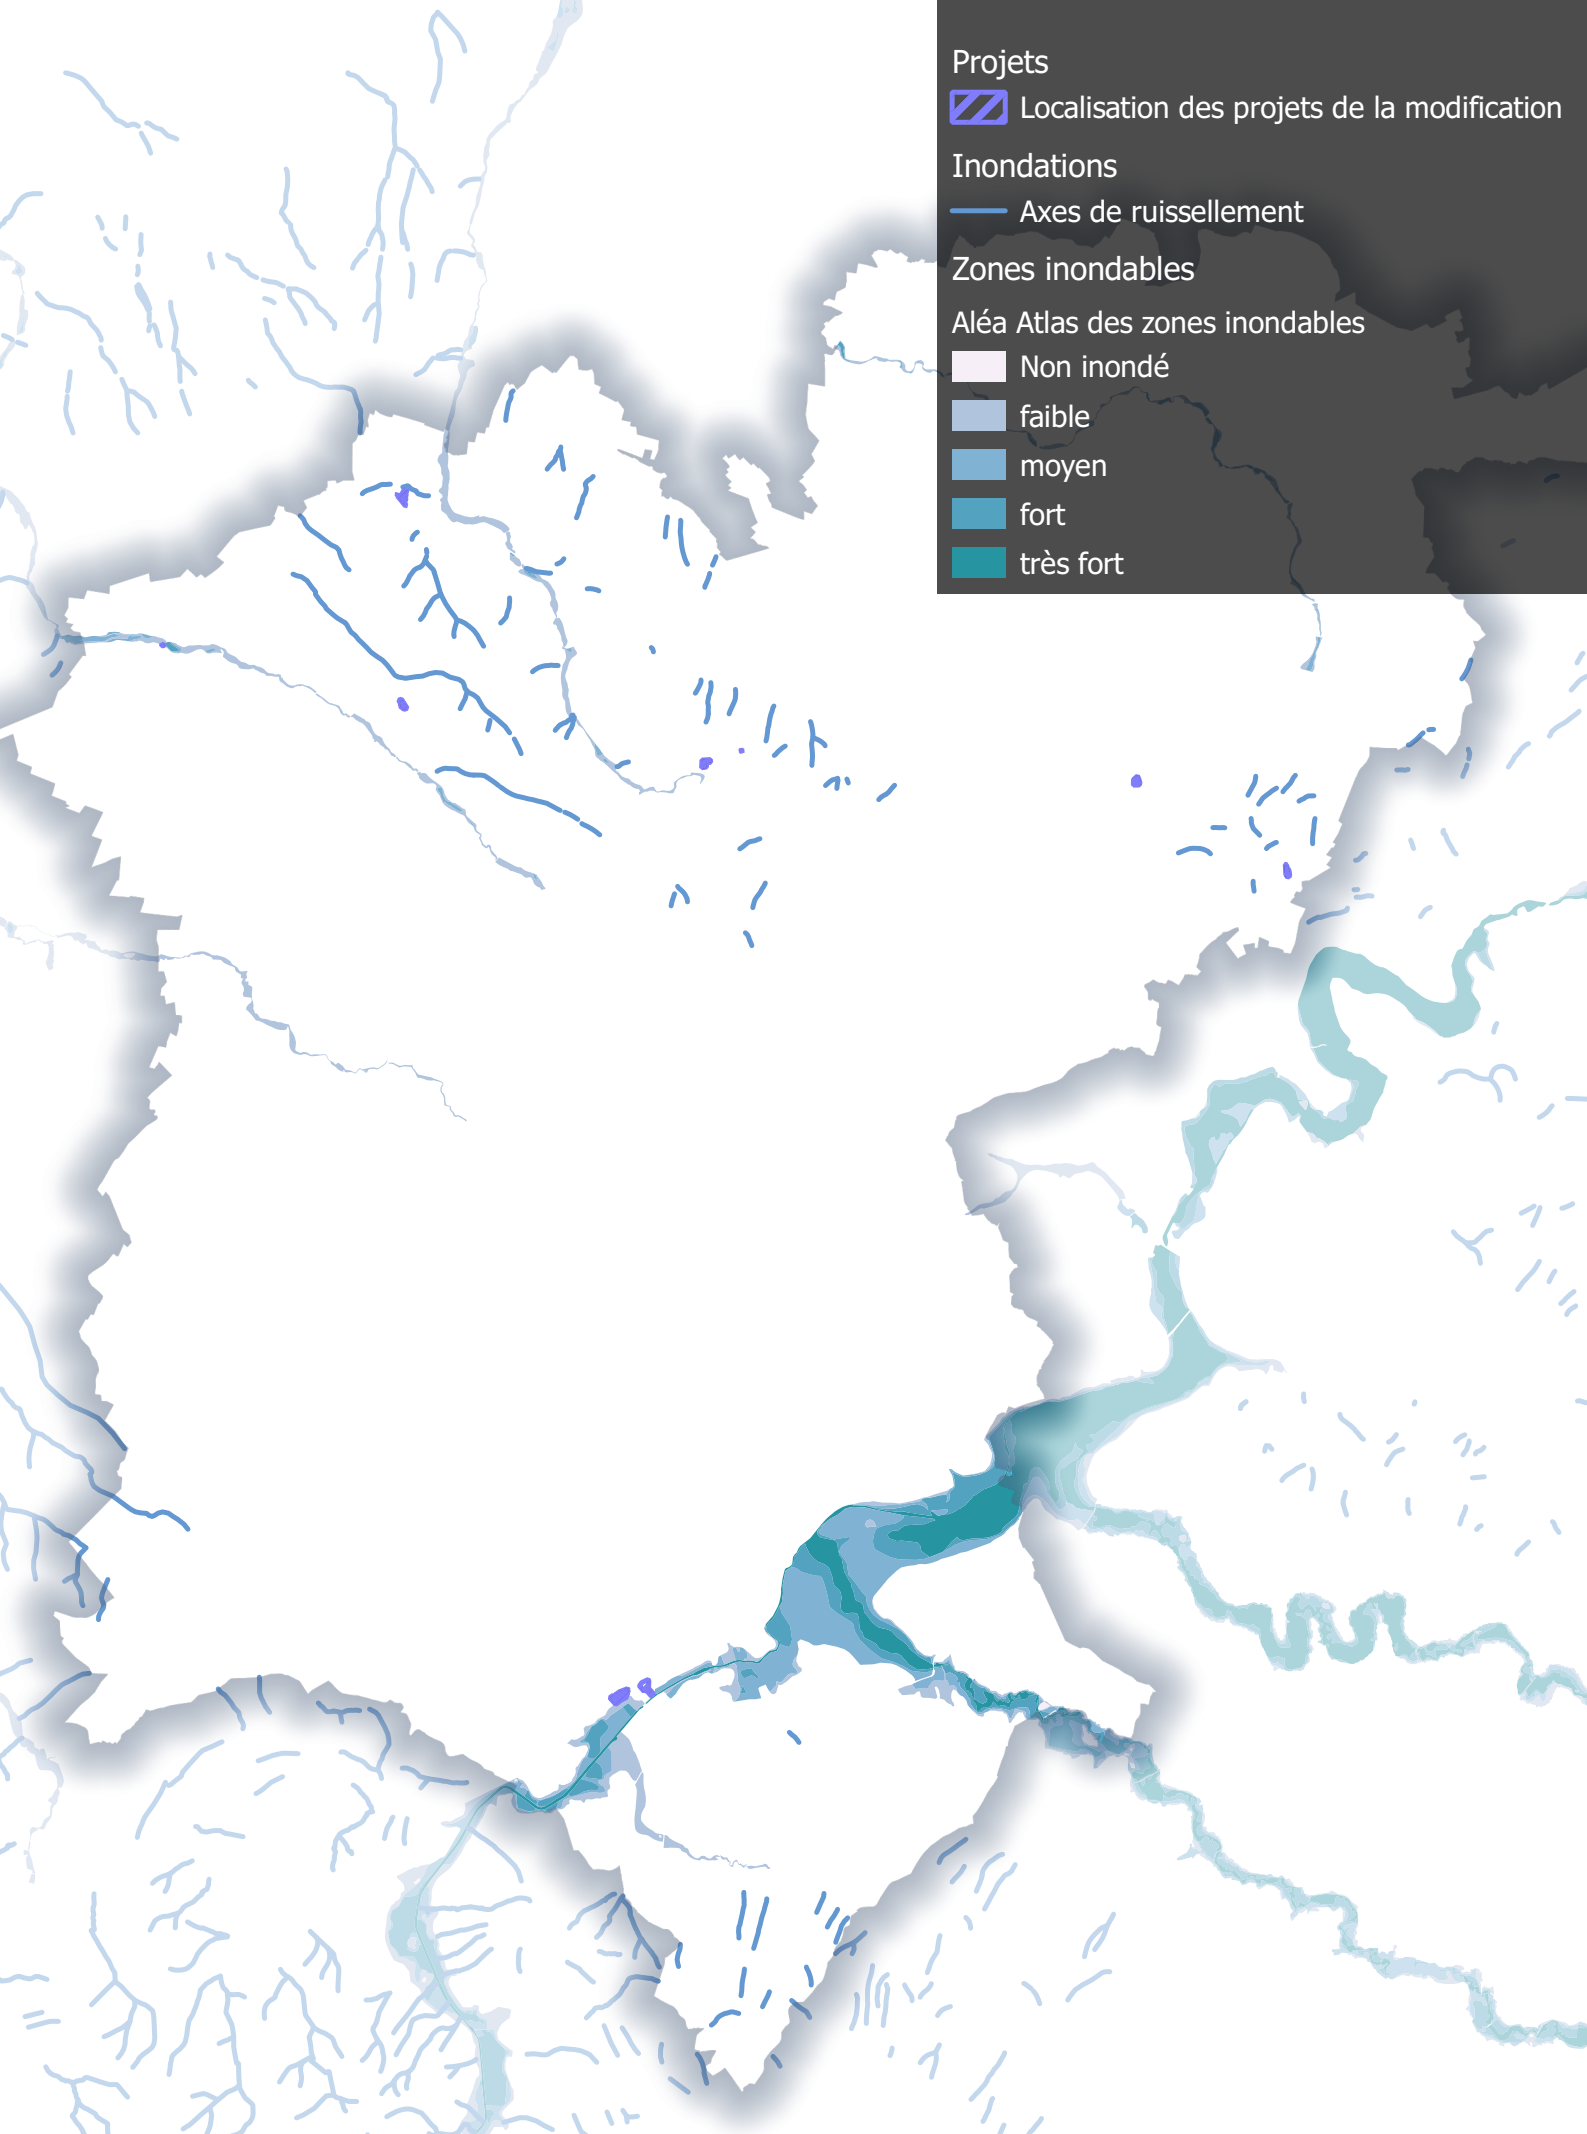 Projets
Localisation des projets de la modification
Inondations
Axes de ruissellement
Zones inondables
Aléa Atlas des zones inondables
Non inondé
faible
moyen
fort
très fort